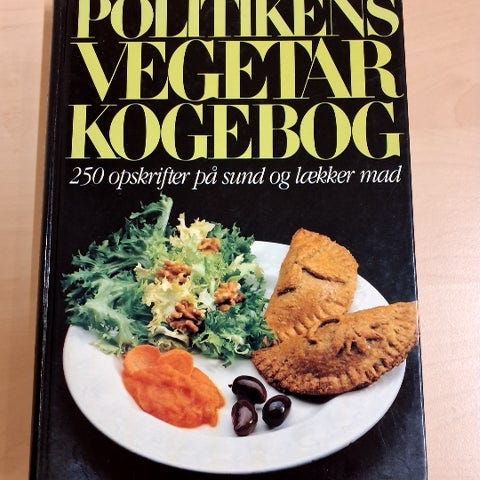 POLITIKENS
VEGETAR
KOGEBOG
250 opskrifter på sund og lækker mad